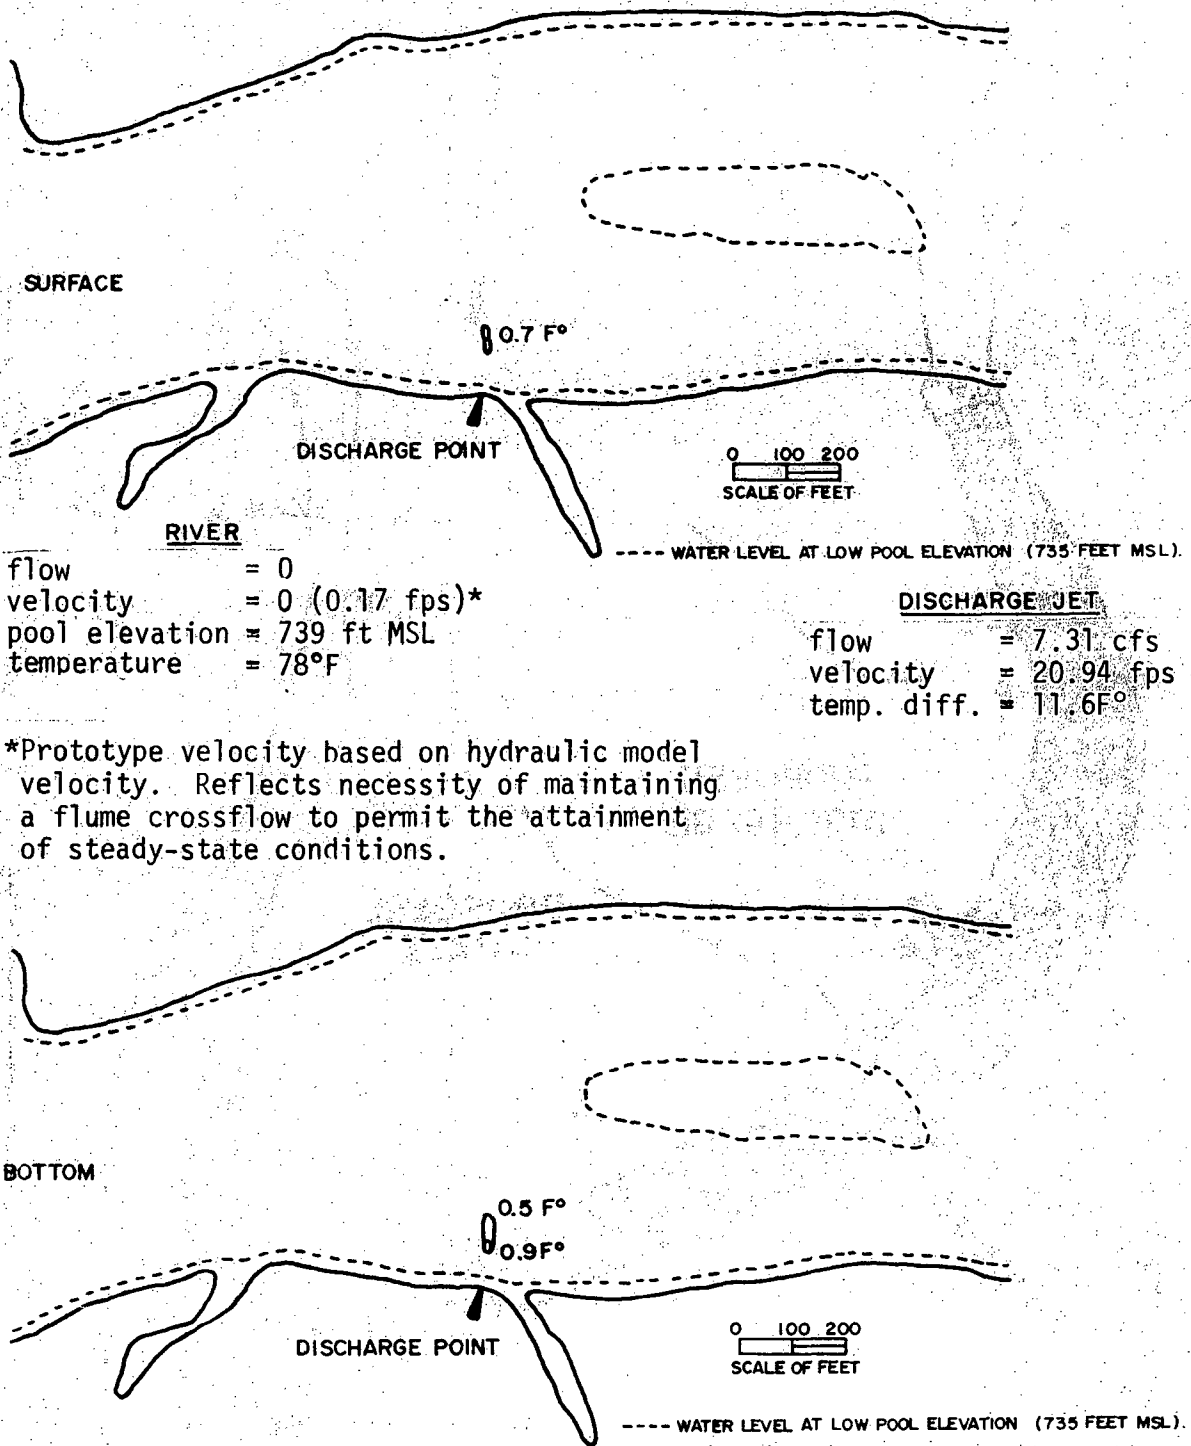 SURFACE
0.7 F°
DISCHARGE POINT
0 100 200
SCALE OF FEET
---- WATER LEVEL AT LOW POOL ELEVATION (735 FEET MSL).
RIVER
flow = 0
velocity = 0 (0.17 fps)*
pool elevation = 739 ft MSL
temperature = 78°F
DISCHARGE JET
flow = 7.31 cfs
velocity = 20.94 fps
temp. diff. = 11.6F°
*Prototype velocity based on hydraulic model
velocity. Reflects necessity of maintaining
a flume crossflow to permit the attainment
of steady-state conditions.
BOTTOM
0.5 F°
0.9F°
DISCHARGE POINT
0 100 200
SCALE OF FEET
---- WATER LEVEL AT LOW POOL ELEVATION (735 FEET MSL).